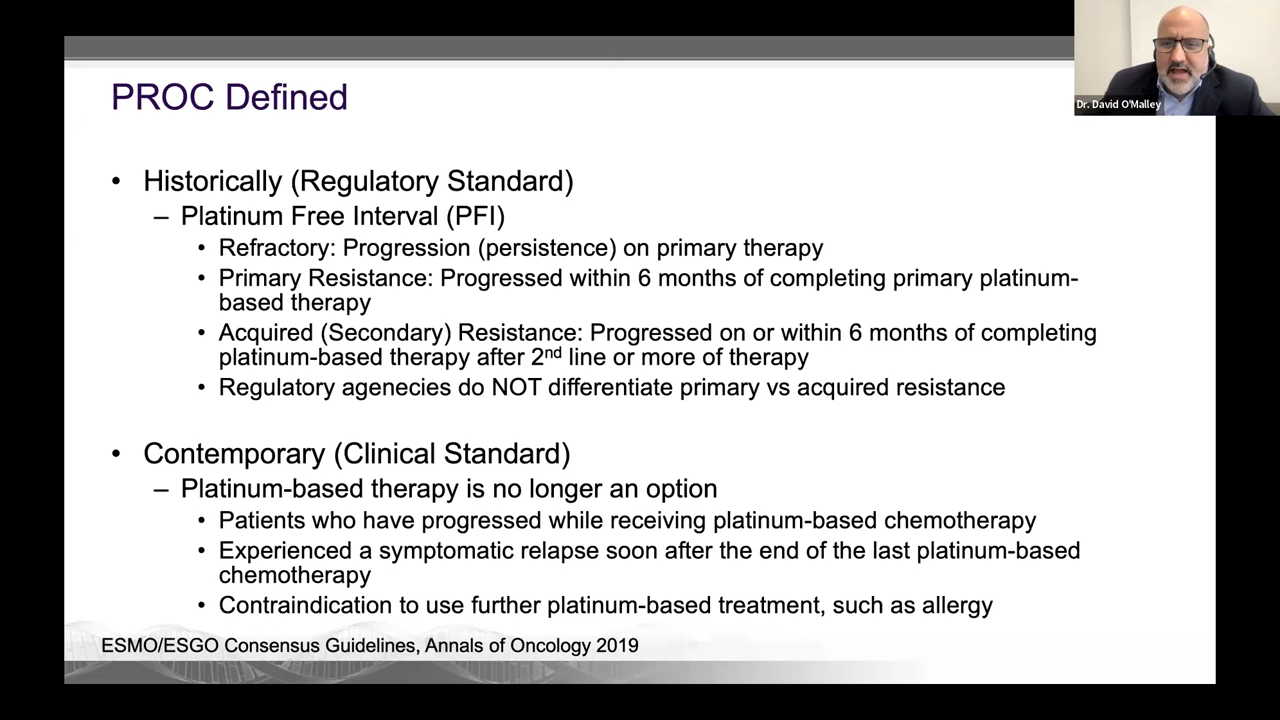 PROC Defined
Dr. David O'Malley
• Historically (Regulatory Standard)
– Platinum Free Interval (PFI)
• Refractory: Progression (persistence) on primary therapy
• Primary Resistance: Progressed within 6 months of completing primary platinum-
based therapy
• Acquired (Secondary) Resistance: Progressed on or within 6 months of completing
platinum-based therapy after 2nd line or more of therapy
• Regulatory agenecies do NOT differentiate primary vs acquired resistance
• Contemporary (Clinical Standard)
– Platinum-based therapy is no longer an option
• Patients who have progressed while receiving platinum-based chemotherapy
• Experienced a symptomatic relapse soon after the end of the last platinum-based
chemotherapy
• Contraindication to use further platinum-based treatment, such as allergy
ESMO/ESGO Consensus Guidelines, Annals of Oncology 2019